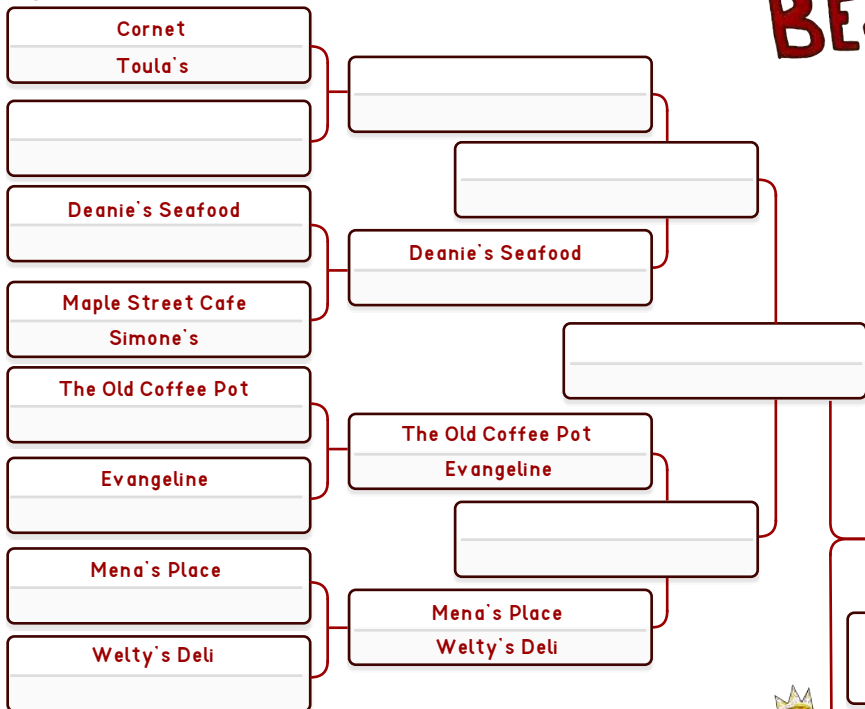 Cornet
Toula's
Deanie's Seafood
Maple Street Cafe
Simone's
The Old Coffee Pot
Evangeline
Mena's Place
Welty's Deli
Deanie's Seafood
The Old Coffee Pot
Evangeline
Mena's Place
Welty's Deli